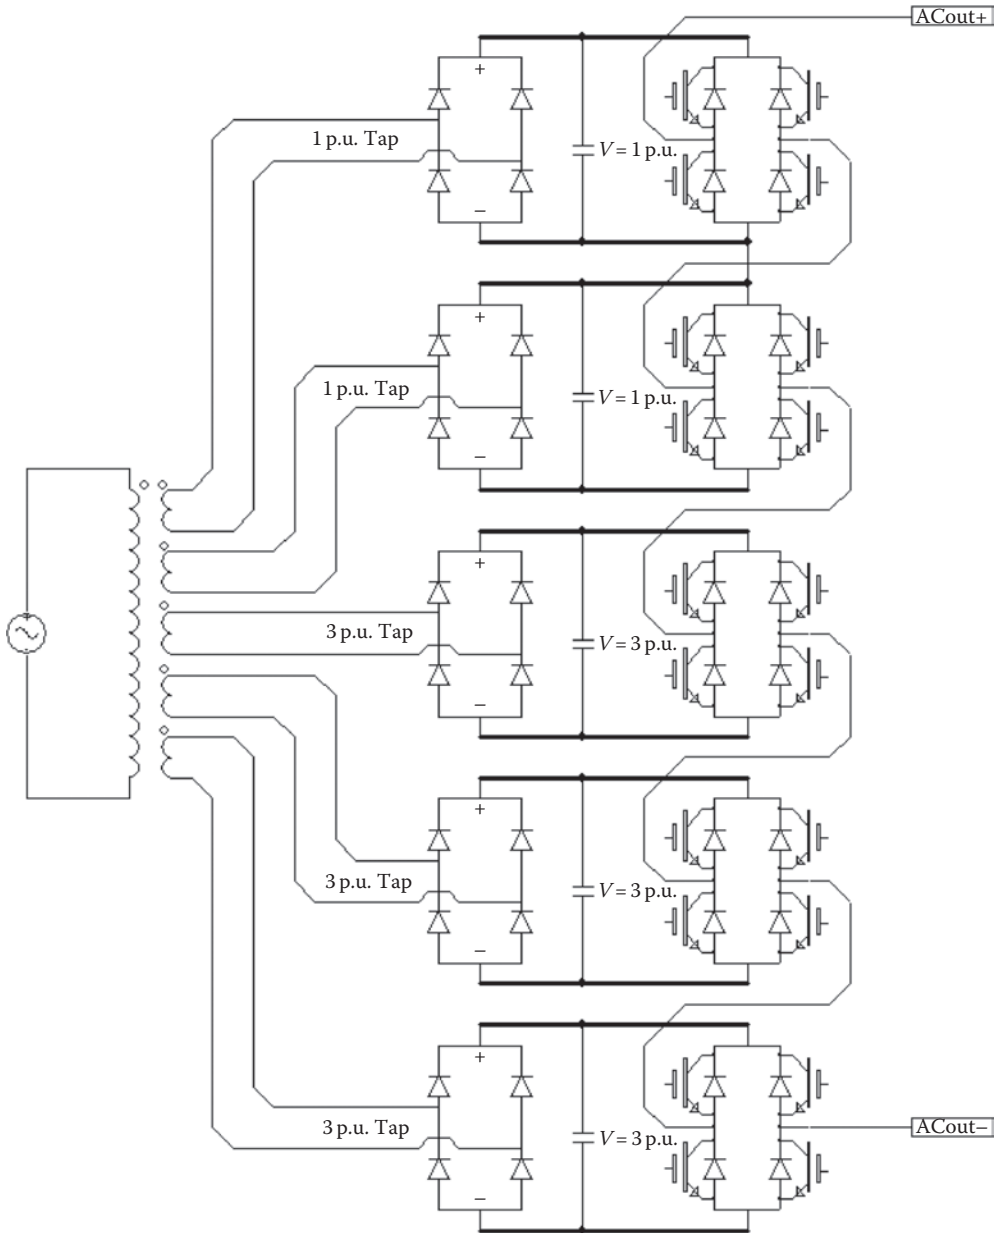 ACout+
+
1 p.u. Tap
V = 1 p.u.
−
+
1 p.u. Tap
V = 1 p.u.
−
+
3 p.u. Tap
V = 3 p.u.
−
+
3 p.u. Tap
V = 3 p.u.
−
+
3 p.u. Tap
V = 3 p.u.
ACout−
−